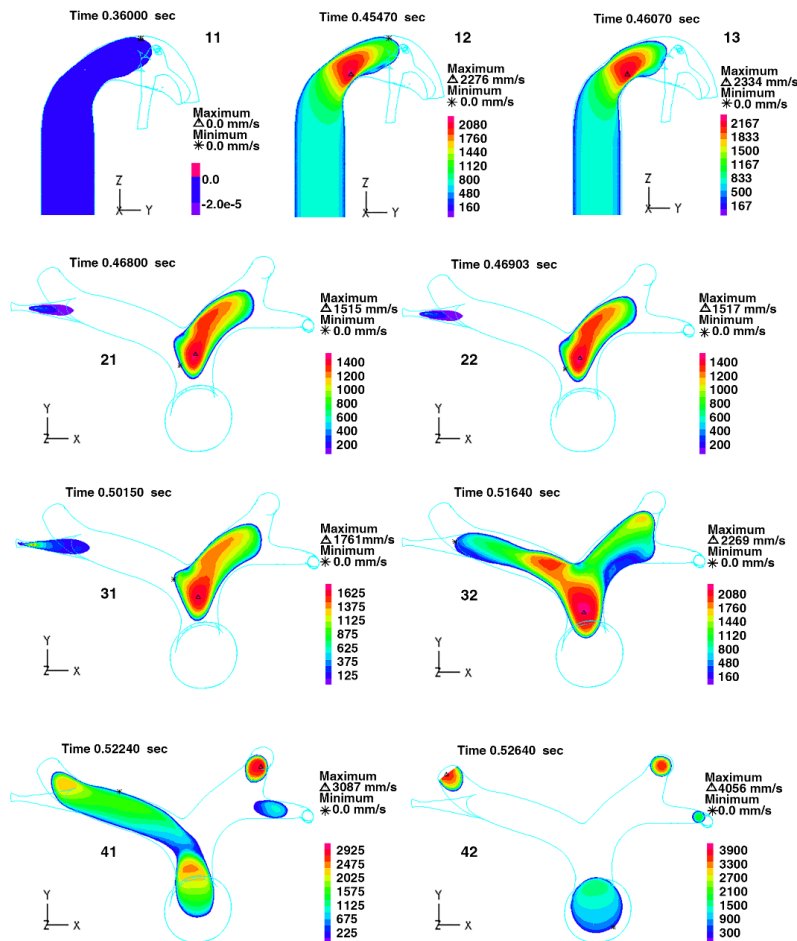 Time 0.36000 sec
11
Maximum
△0.0 mm/s
Minimum
✳0.0 mm/s
0.0
-2.0e-5
Z
X Y
Time 0.45470 sec
12
Maximum
△2276 mm/s
Minimum
✳0.0 mm/s
2080
1760
1440
1120
800
480
160
Z
X Y
Time 0.46070 sec
13
Maximum
△2334 mm/s
Minimum
✳0.0 mm/s
2167
1833
1500
1167
833
500
167
Z
X Y
Time 0.46800 sec
21
Maximum
△1515 mm/s
Minimum
✳0.0 mm/s
1400
1200
1000
800
600
400
200
Y
Z X
Time 0.46903 sec
22
Maximum
△1517 mm/s
Minimum
✳0.0 mm/s
1400
1200
1000
800
600
400
200
Y
Z X
Time 0.50150 sec
31
Maximum
△1761mm/s
Minimum
✳0.0 mm/s
1625
1375
1125
875
625
375
125
Y
Z X
Time 0.51640 sec
32
Maximum
△2269 mm/s
Minimum
✳0.0 mm/s
2080
1760
1440
1120
800
480
160
Y
Z X
Time 0.52240 sec
41
Maximum
△3087 mm/s
Minimum
✳0.0 mm/s
2925
2475
2025
1575
1125
675
225
Y
Z X
Time 0.52640 sec
42
Maximum
△4056 mm/s
Minimum
✳0.0 mm/s
3900
3300
2700
2100
1500
900
300
Y
Z X